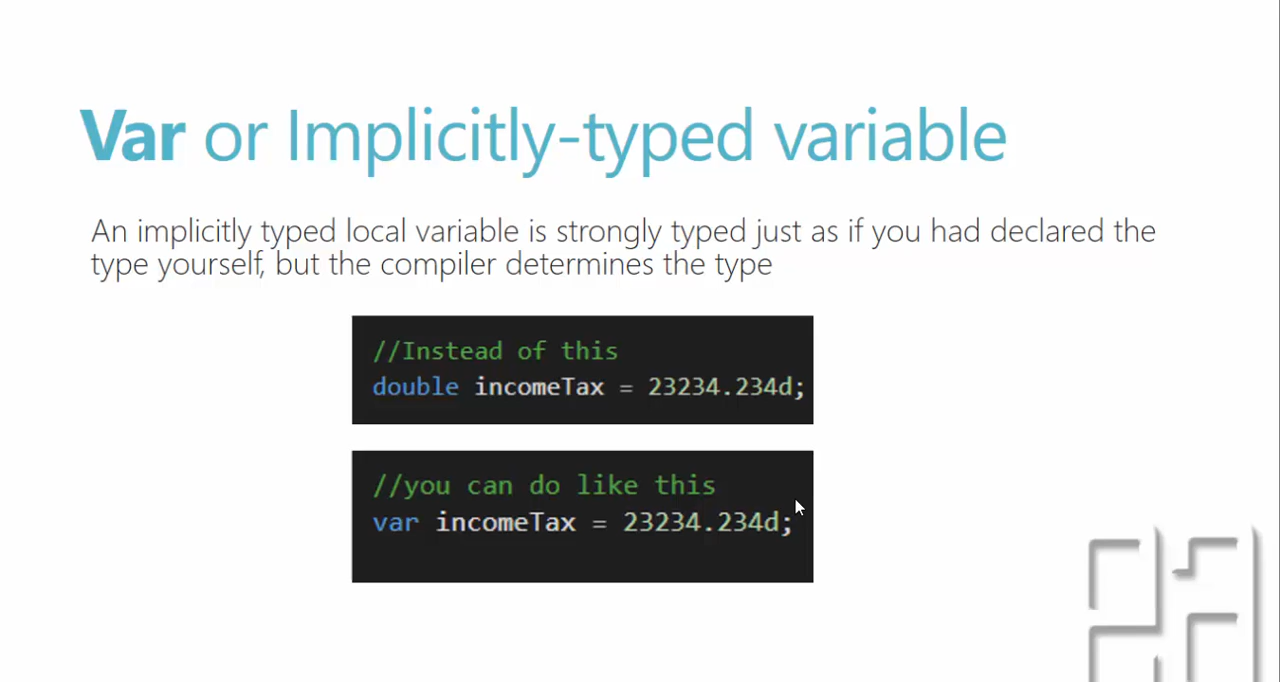 Var or Implicitly-typed variable
An implicitly typed local variable is strongly typed just as if you had declared the
type yourself, but the compiler determines the type
//Instead of this
double incomeTax = 23234.234d;
//you can do like this
var incomeTax = 23234.234d;